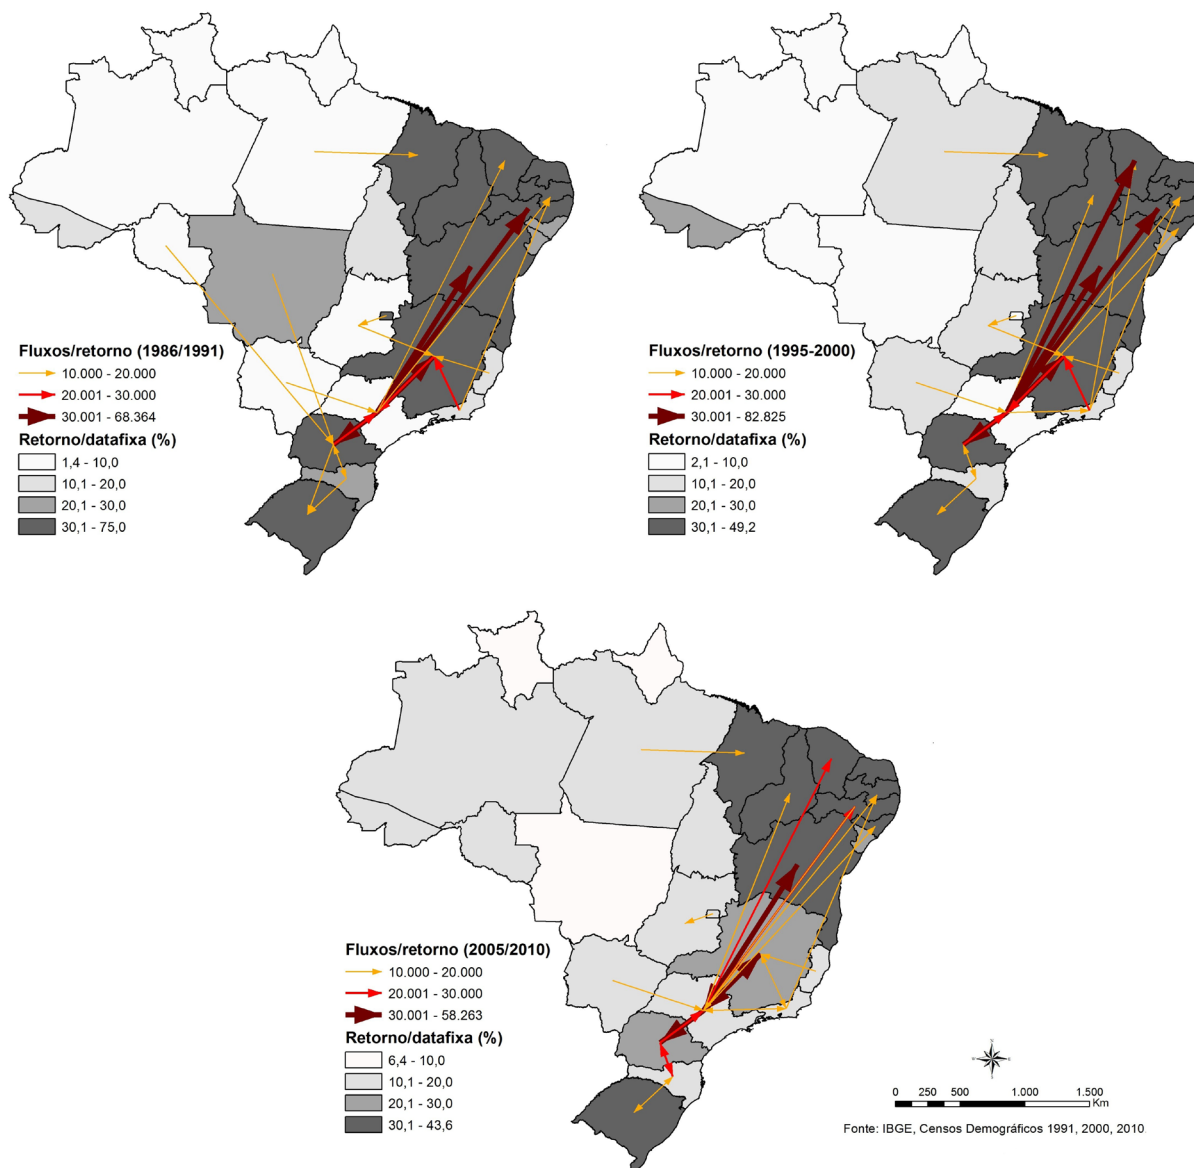 Fluxos/retorno (1986/1991)
10.000 - 20.000
20.001 - 30.000
30.001 - 68.364
Retorno/datafixa (%)
1,4 - 10,0
10,1 - 20,0
20,1 - 30,0
30,1 - 75,0
Fluxos/retorno (1995-2000)
10.000 - 20.000
20.001 - 30.000
30.001 - 82.825
Retorno/datafixa (%)
2,1 - 10,0
10,1 - 20,0
20,1 - 30,0
30,1 - 49,2
Fluxos/retorno (2005/2010)
10.000 - 20.000
20.001 - 30.000
30.001 - 58.263
Retorno/datafixa (%)
6,4 - 10,0
10,1 - 20,0
20,1 - 30,0
30,1 - 43,6
0 250 500 1.000 1.500
Km
Fonte: IBGE, Censos Demográficos 1991, 2000, 2010